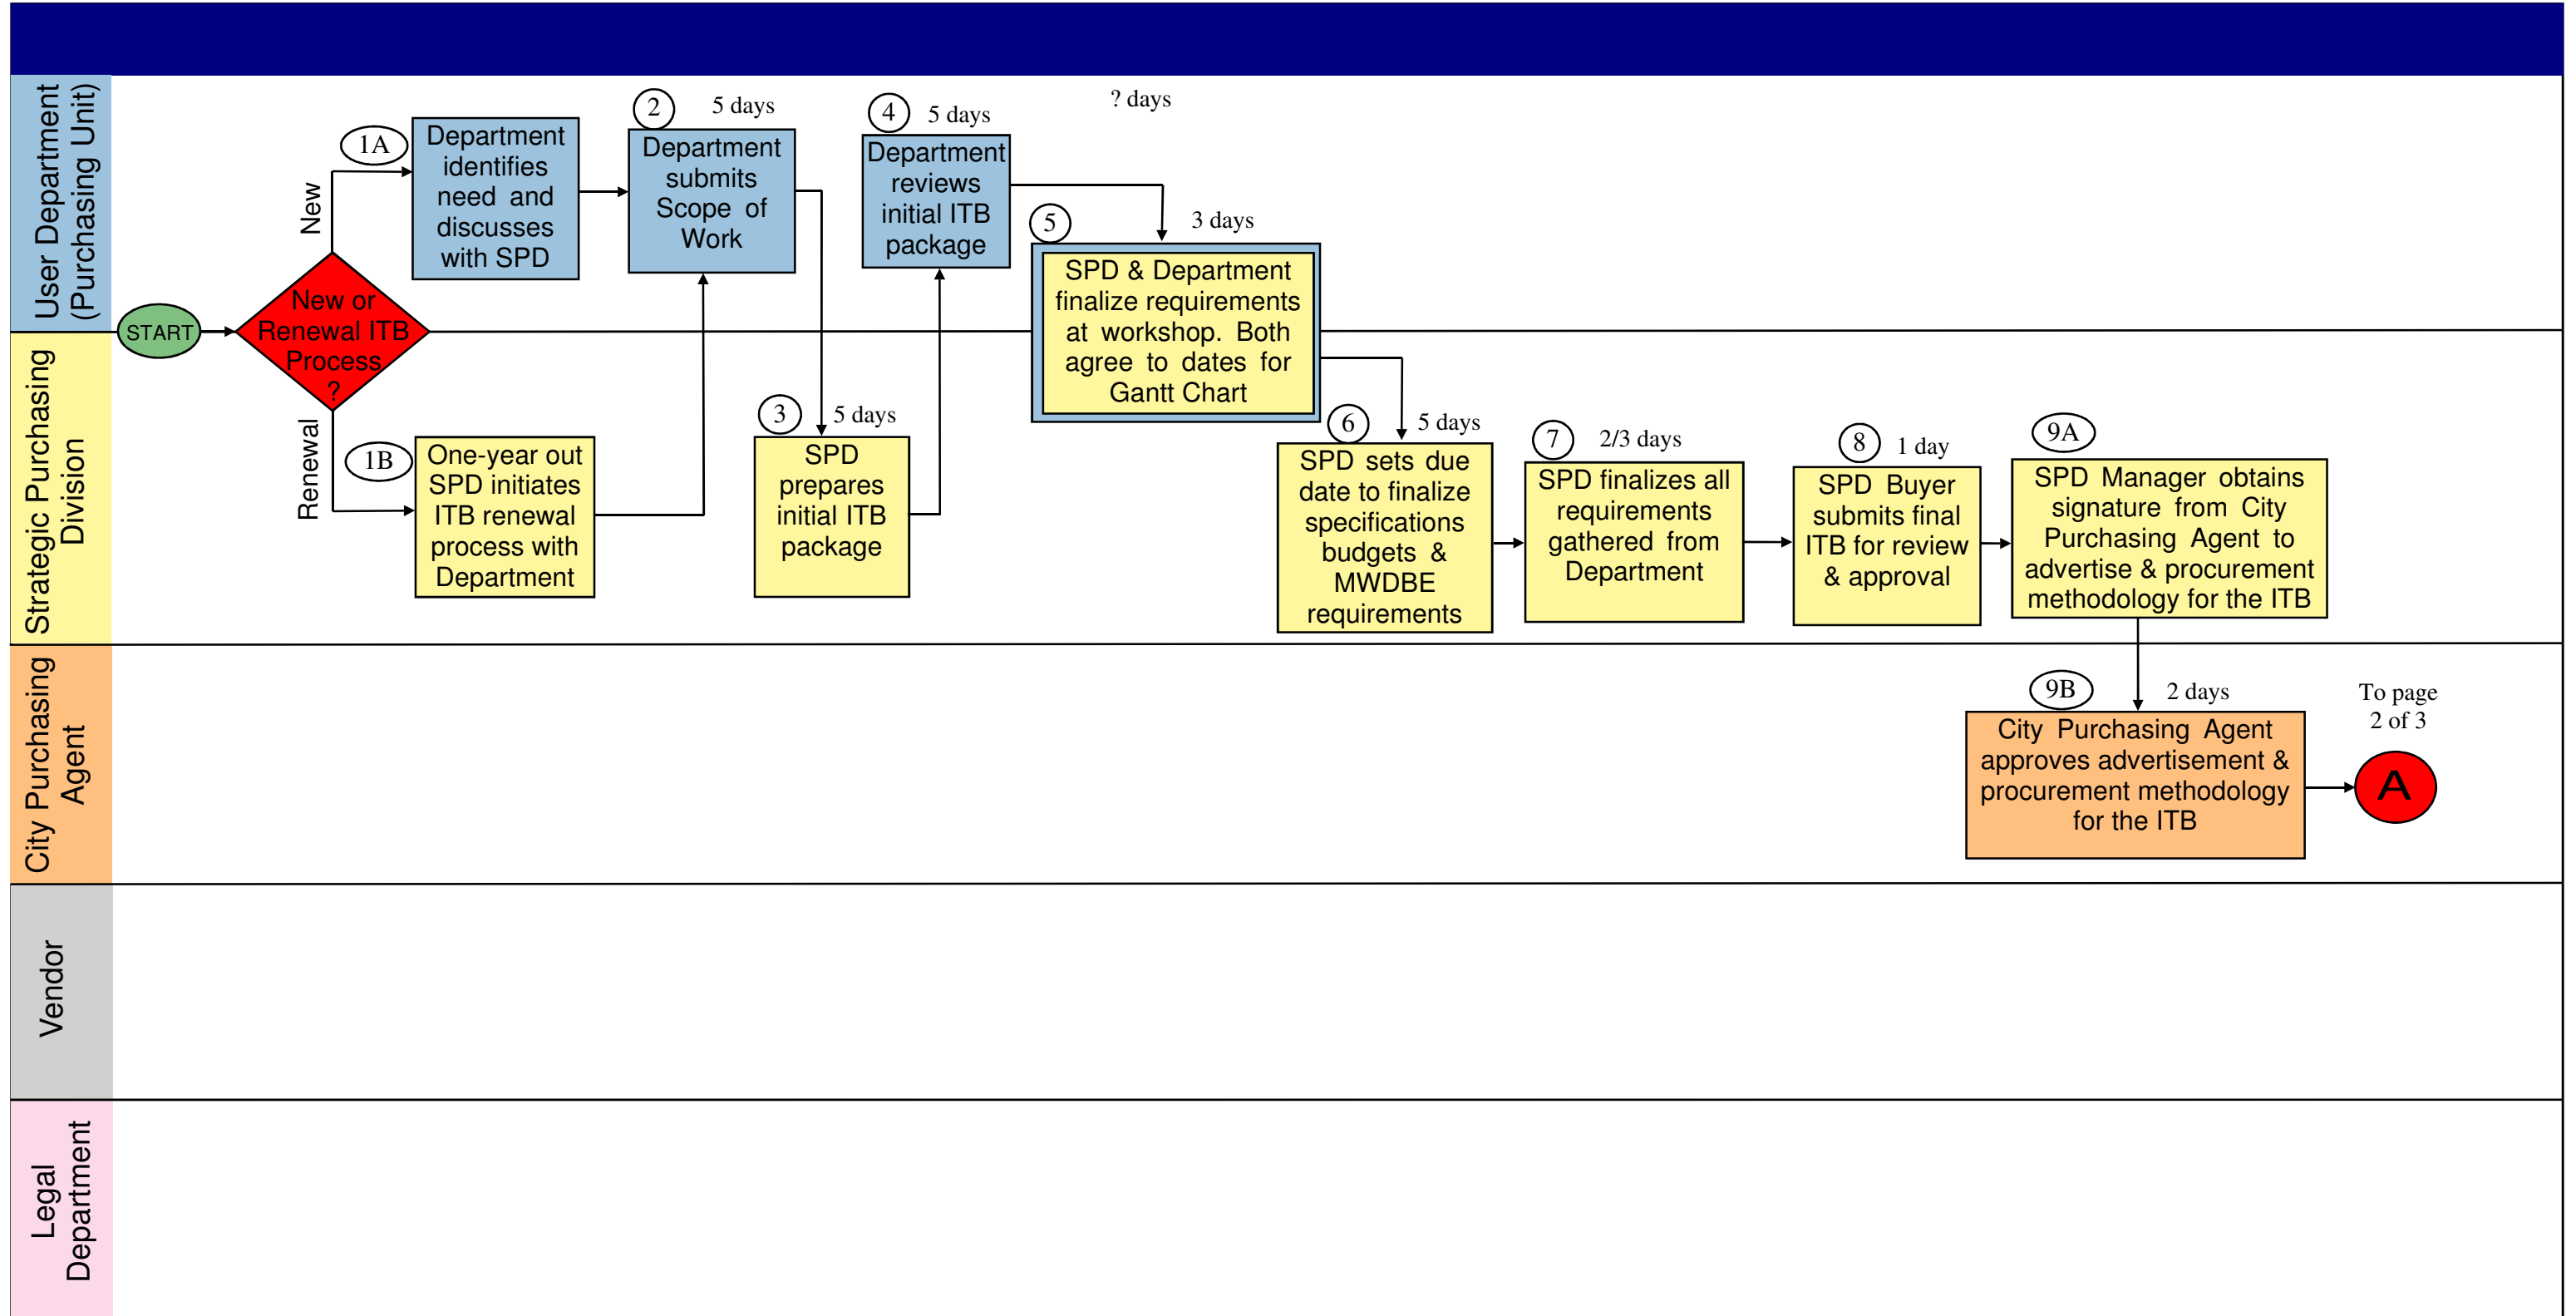 User Department
(Purchasing Unit)
START
New or
Renewal ITB
Process
?
New
Renewal
1A
Department
identifies
need and
discusses
with SPD
2
5 days
Department
submits
Scope of
Work
4
5 days
Department
reviews
initial ITB
package
? days
5
3 days
SPD & Department
finalize requirements
at workshop. Both
agree to dates for
Gantt Chart
Strategic Purchasing
Division
1B
One-year out
SPD initiates
ITB renewal
process with
Department
3
5 days
SPD
prepares
initial ITB
package
6
5 days
SPD sets due
date to finalize
specifications
budgets &
MWDBE
requirements
7
2/3 days
SPD finalizes all
requirements
gathered from
Department
8
1 day
SPD Buyer
submits final
ITB for review
& approval
9A
SPD Manager obtains
signature from City
Purchasing Agent to
advertise & procurement
methodology for the ITB
City Purchasing
Agent
9B
2 days
City Purchasing Agent
approves advertisement &
procurement methodology
for the ITB
To page
2 of 3
A
Vendor
Legal
Department